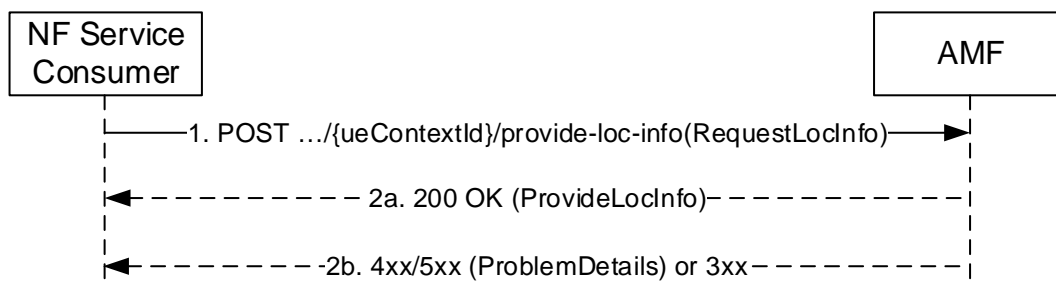 NF Service
Consumer
AMF
1. POST …/{ueContextId}/provide-loc-info(RequestLocInfo)
2a. 200 OK (ProvideLocInfo)
2b. 4xx/5xx (ProblemDetails) or 3xx